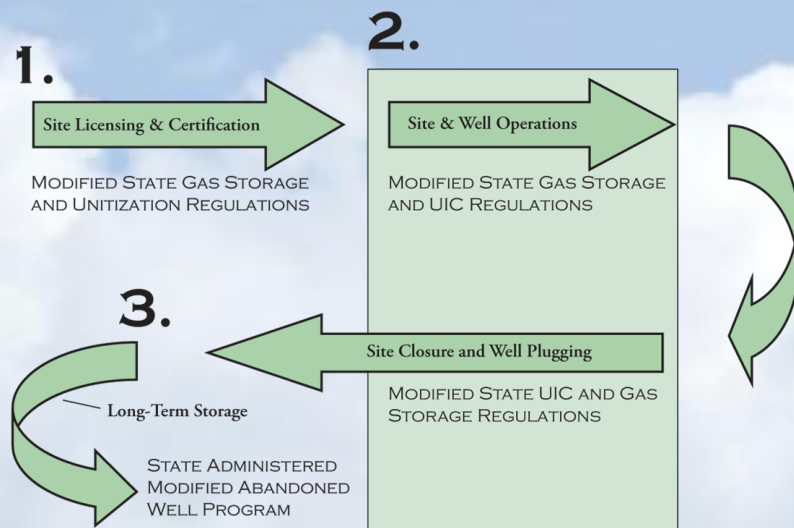 1.
Site Licensing & Certification
MODIFIED STATE GAS STORAGE
AND UNITIZATION REGULATIONS
2.
Site & Well Operations
MODIFIED STATE GAS STORAGE
AND UIC REGULATIONS
Site Closure and Well Plugging
MODIFIED STATE UIC AND GAS
STORAGE REGULATIONS
3.
Long-Term Storage
STATE ADMINISTERED
MODIFIED ABANDONED
WELL PROGRAM